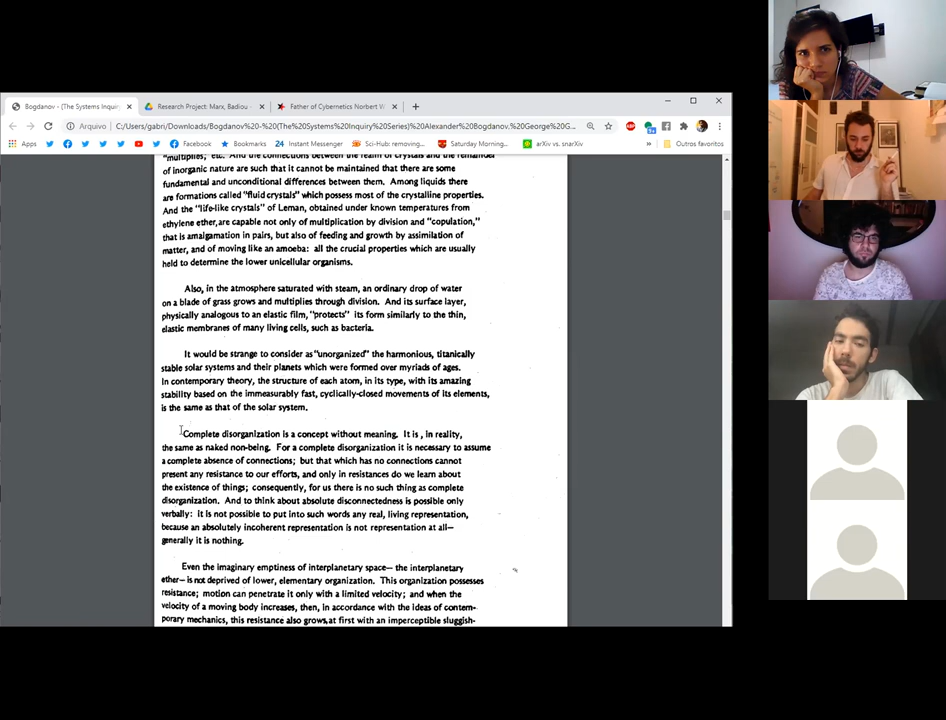 Bogdanov - (The Systems Inquiry
Research Project: Marx, Badiou -
Father of Cybernetics Norbert W
Arquivo
C:/Users/gabri/Downloads/Bogdanov%20-%20(The%20Systems%20Inquiry%20Series)%20Alexander%20Bogdanov,%20George%20G...
ABP
Apps
Facebook
Bookmarks
Instant Messenger
Sci-Hub: removing...
Saturday Morning...
arXiv vs. snarXiv
»
Outros favoritos
"multiplies," etc. And the connections between the realm of crystals and the remainder
of inorganic nature are such that it cannot be maintained that there are some
fundamental and unconditional differences between them. Among liquids there
are formations called "fluid crystals" which possess most of the crystalline properties.
And the "life-like crystals" of Leman, obtained under known temperatures from
ethylene ether, are capable not only of multiplication by division and "copulation,"
that is amalgamation in pairs, but also of feeding and growth by assimilation of
matter, and of moving like an amoeba: all the crucial properties which are usually
held to determine the lower unicellular organisms.
Also, in the atmosphere saturated with steam, an ordinary drop of water
on a blade of grass grows and multiplies through division. And its surface layer,
physically analogous to an elastic film, "protects" its form similarly to the thin,
elastic membranes of many living cells, such as bacteria.
It would be strange to consider as "unorganized" the harmonious, titanically
stable solar systems and their planets which were formed over myriads of ages.
In contemporary theory, the structure of each atom, in its type, with its amazing
stability based on the immeasurably fast, cyclically-closed movements of its elements,
is the same as that of the solar system.
Complete disorganization is a concept without meaning. It is, in reality,
the same as naked non-being. For a complete disorganization it is necessary to assume
a complete absence of connections; but that which has no connections cannot
present any resistance to our efforts, and only in resistances do we learn about
the existence of things; consequently, for us there is no such thing as complete
disorganization. And to think about absolute disconnectedness is possible only
verbally: it is not possible to put into such words any real, living representation,
because an absolutely incoherent representation is not representation at all—
generally it is nothing.
Even the imaginary emptiness of interplanetary space— the interplanetary
ether— is not deprived of lower, elementary organization. This organization possesses
resistance; motion can penetrate it only with a limited velocity; and when the
velocity of a moving body increases, then, in accordance with the ideas of contem-
porary mechanics, this resistance also grows, at first with an imperceptible sluggish-